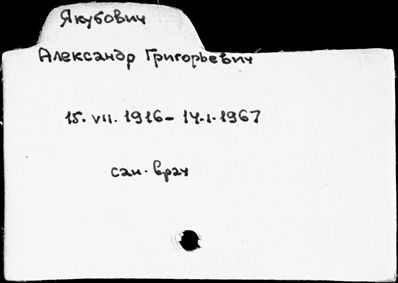 Якубович
Александр Григорьевич
15. VII. 1916 - 14.I.1967
сан. врач